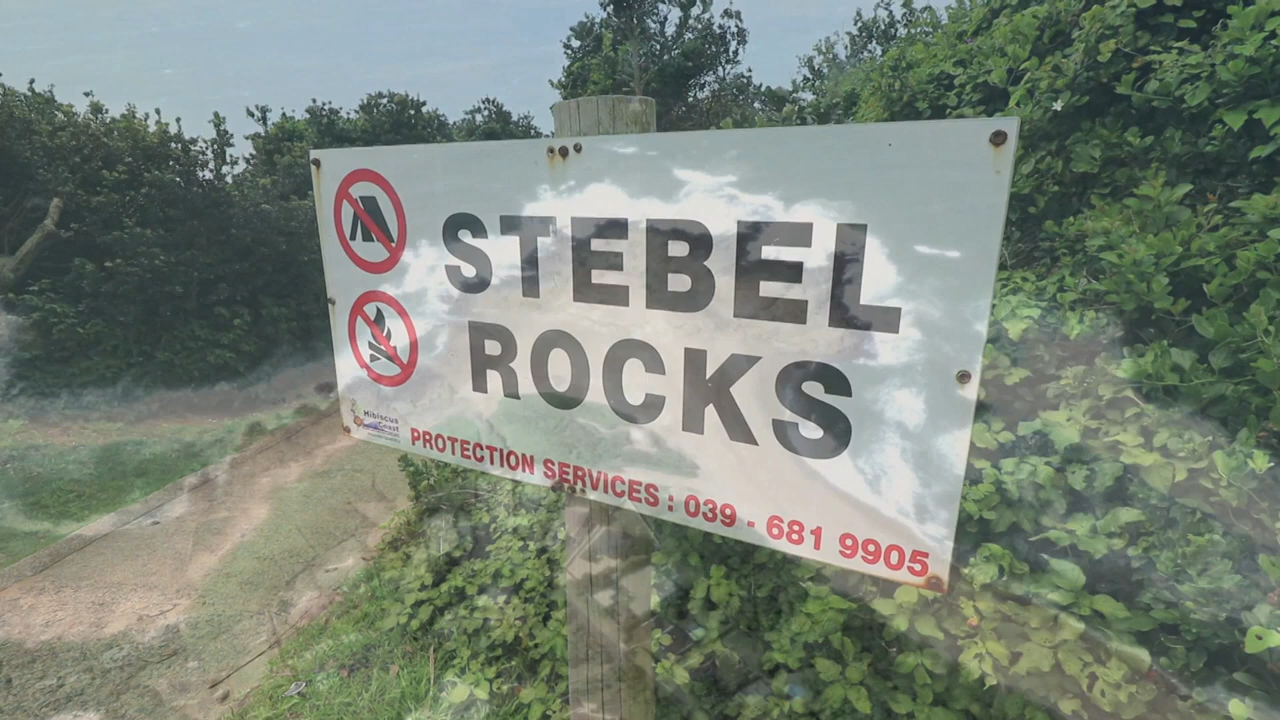 STEBEL
ROCKS
Hibiscus
Coast
PROTECTION SERVICES : 039 - 681 9905